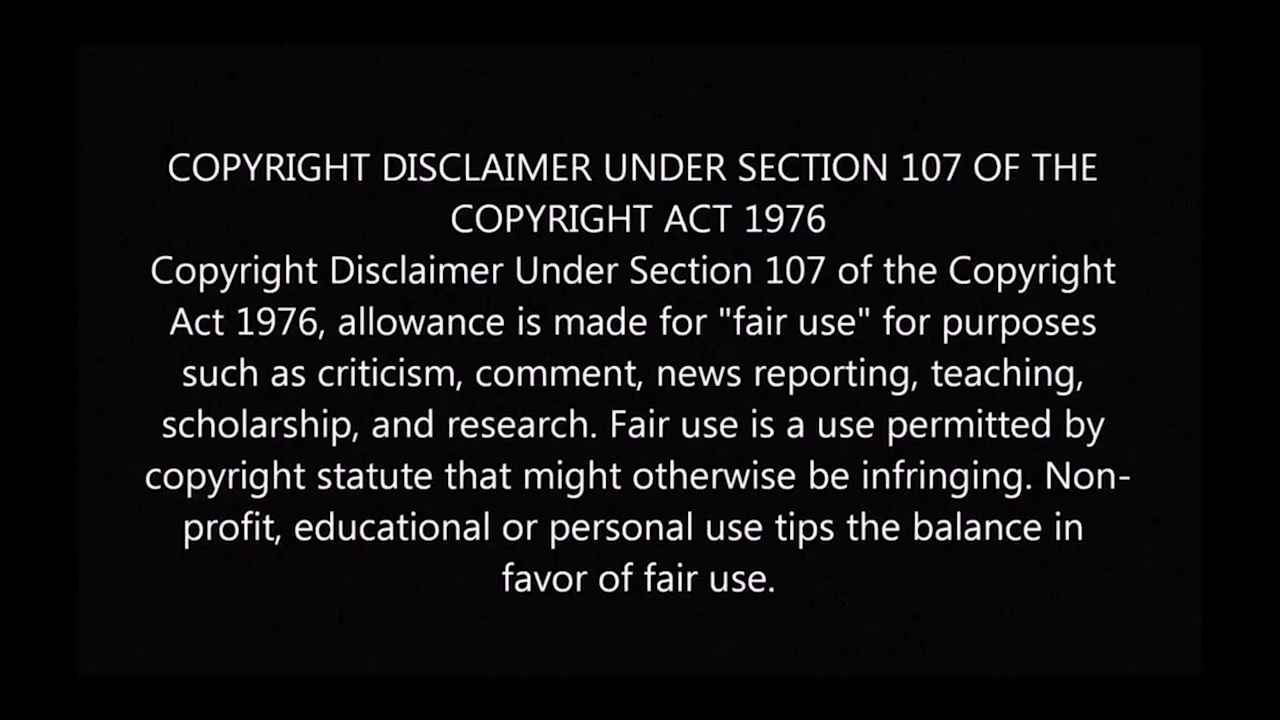 COPYRIGHT DISCLAIMER UNDER SECTION 107 OF THE
COPYRIGHT ACT 1976
Copyright Disclaimer Under Section 107 of the Copyright
Act 1976, allowance is made for "fair use" for purposes
such as criticism, comment, news reporting, teaching,
scholarship, and research. Fair use is a use permitted by
copyright statute that might otherwise be infringing. Non-
profit, educational or personal use tips the balance in
favor of fair use.